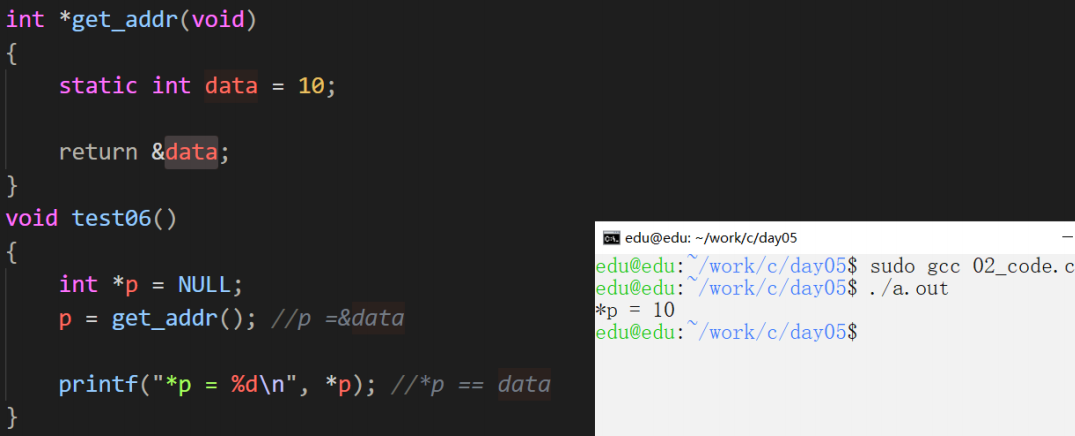 int *get_addr(void)
{
    static int data = 10;
    return &data;
}
void test06()
{
    int *p = NULL;
    p = get_addr(); //p =&data
    printf("*p = %d\n", *p); //*p == data
}
edu@edu: ~/work/c/day05
edu@edu:~/work/c/day05$ sudo gcc 02_code.c
edu@edu:~/work/c/day05$ ./a.out
*p = 10
edu@edu:~/work/c/day05$